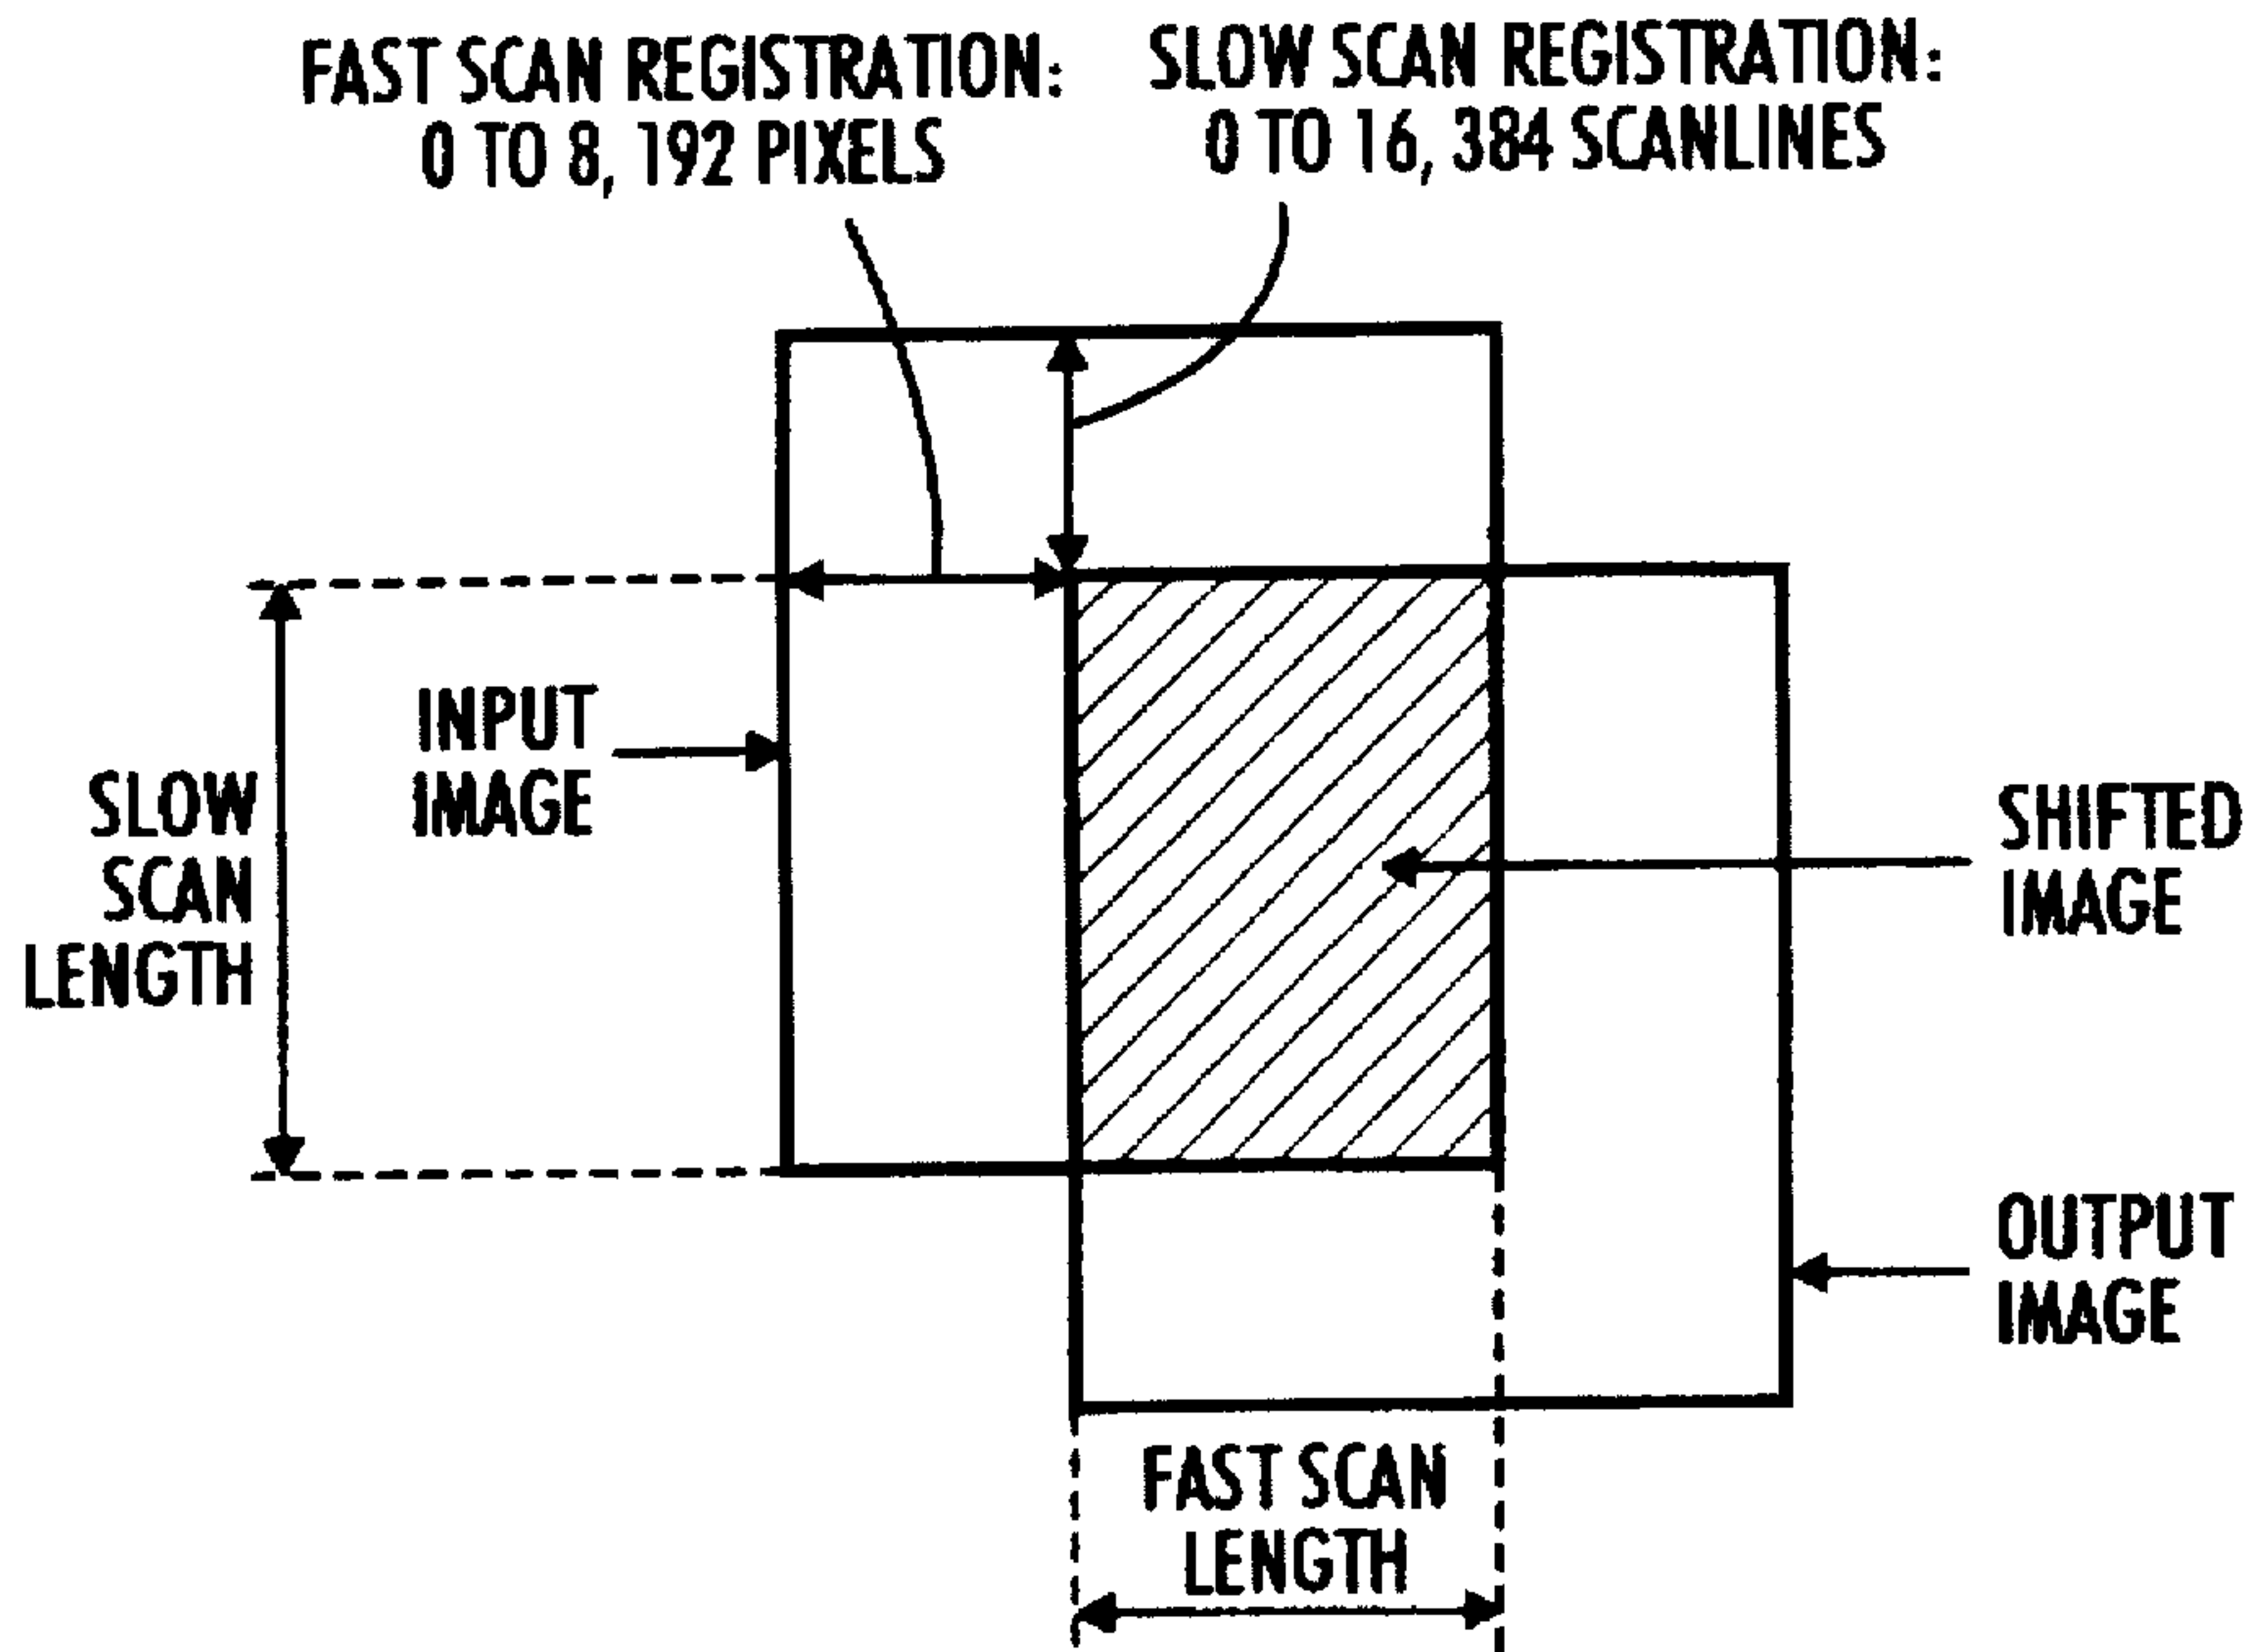 FAST SCAN REGISTRATION:
0 TO 8, 192 PIXELS
SLOW SCAN REGISTRATION:
0 TO 16, 384 SCANLINES
INPUT
IMAGE
SLOW
SCAN
LENGTH
SHIFTED
IMAGE
OUTPUT
IMAGE
FAST SCAN
LENGTH